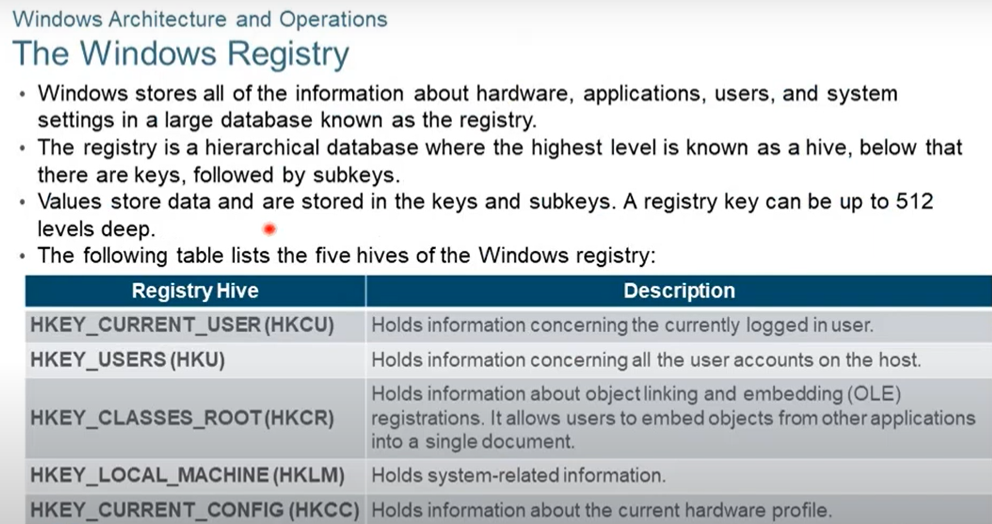 Windows Architecture and Operations
The Windows Registry
• Windows stores all of the information about hardware, applications, users, and system
settings in a large database known as the registry.
• The registry is a hierarchical database where the highest level is known as a hive, below that
there are keys, followed by subkeys.
• Values store data and are stored in the keys and subkeys. A registry key can be up to 512
levels deep.
• The following table lists the five hives of the Windows registry:
Registry Hive Description
HKEY_CURRENT_USER (HKCU) Holds information concerning the currently logged in user.
HKEY_USERS (HKU) Holds information concerning all the user accounts on the host.
HKEY_CLASSES_ROOT (HKCR) Holds information about object linking and embedding (OLE)
registrations. It allows users to embed objects from other applications
into a single document.
HKEY_LOCAL_MACHINE (HKLM) Holds system-related information.
HKEY_CURRENT_CONFIG (HKCC) Holds information about the current hardware profile.